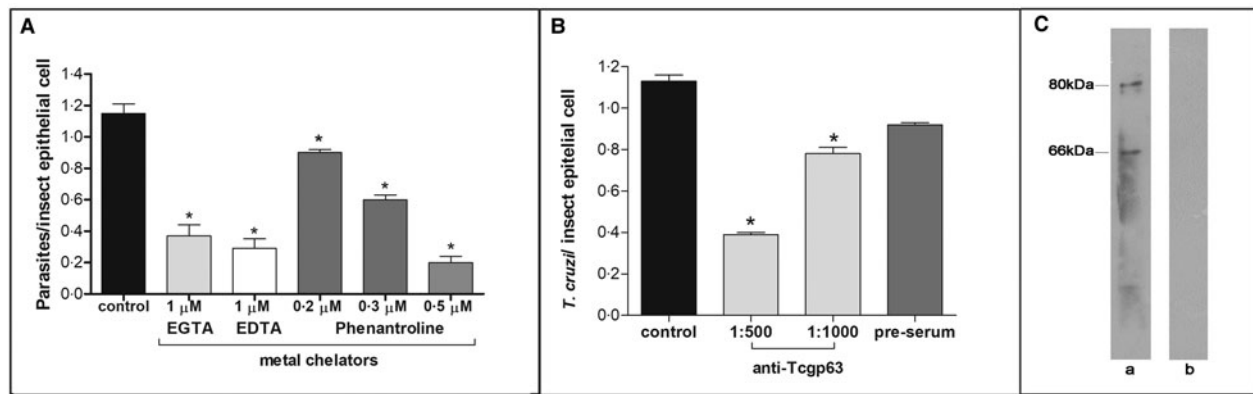 A
Parasites/insect epithelial cell
1·4
1·2
1·0
0·8
0·6
0·4
0·2
0·0
* * * * *
control 1 µM 1 µM 0·2 µM 0·3 µM 0·5 µM
EGTA EDTA Phenantroline
metal chelators
B
T. cruzi/ insect epitelial cell
1·2
1·0
0·8
0·6
0·4
0·2
0·0
* *
control 1:500 1:1000 pre-serum
anti-Tcgp63
C
80kDa
66kDa
a b